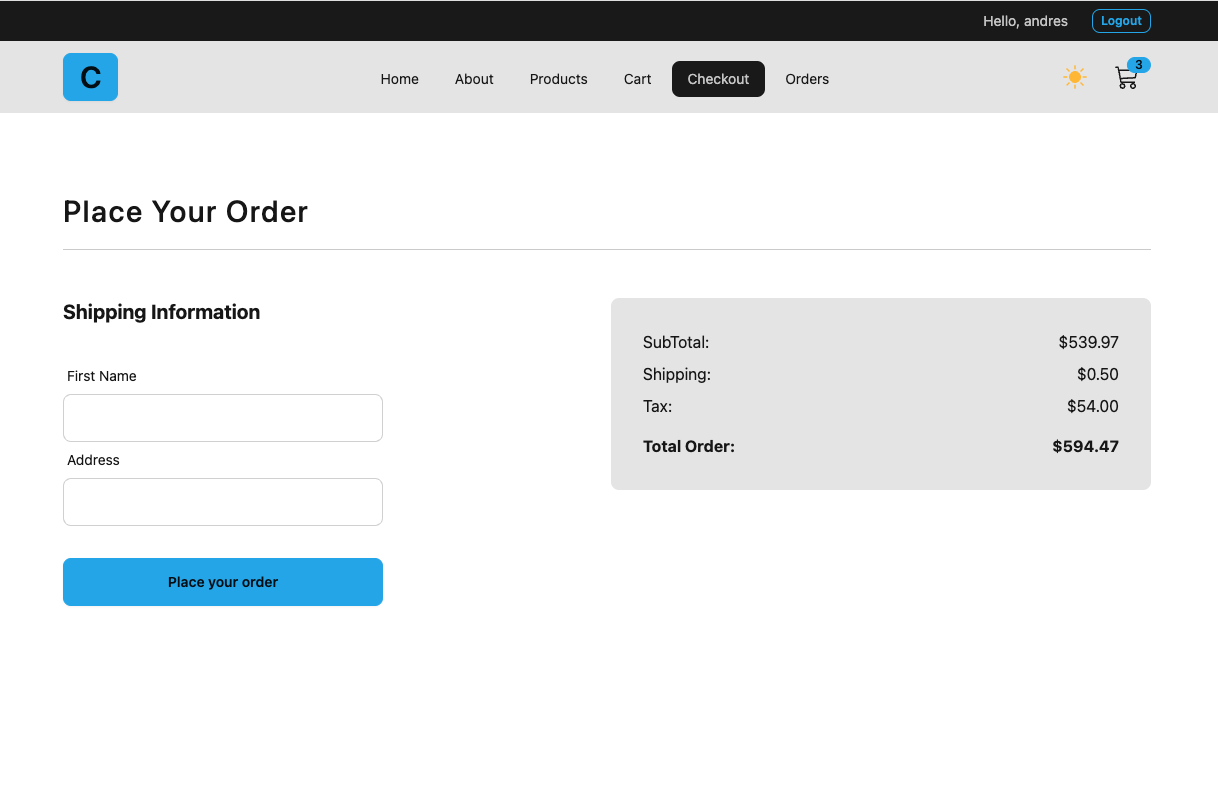 Hello, andres Logout
C Home About Products Cart Checkout Orders 3
Place Your Order
Shipping Information
First Name
Address
Place your order
SubTotal: $539.97
Shipping: $0.50
Tax: $54.00
Total Order: $594.47